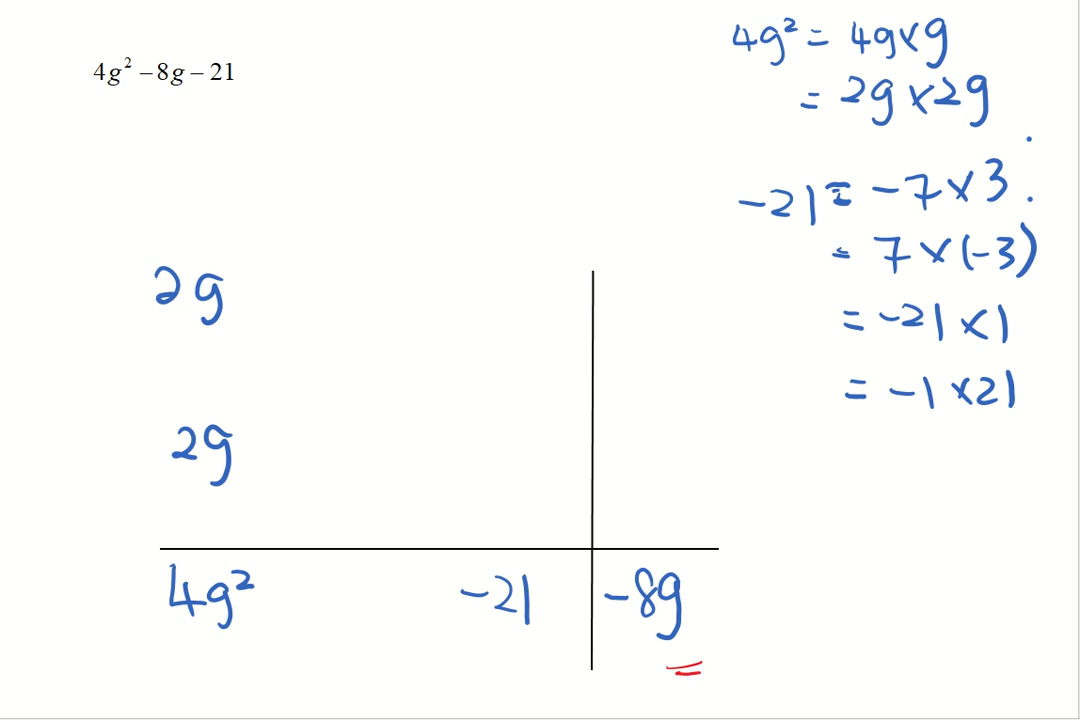 4g² – 8g – 21
4g² = 4g × g
= 2g × 2g
-21 = -7 × 3
= 7 × (-3)
= -21 × 1
= -1 × 21
2g
2g
4g² -21 -8g